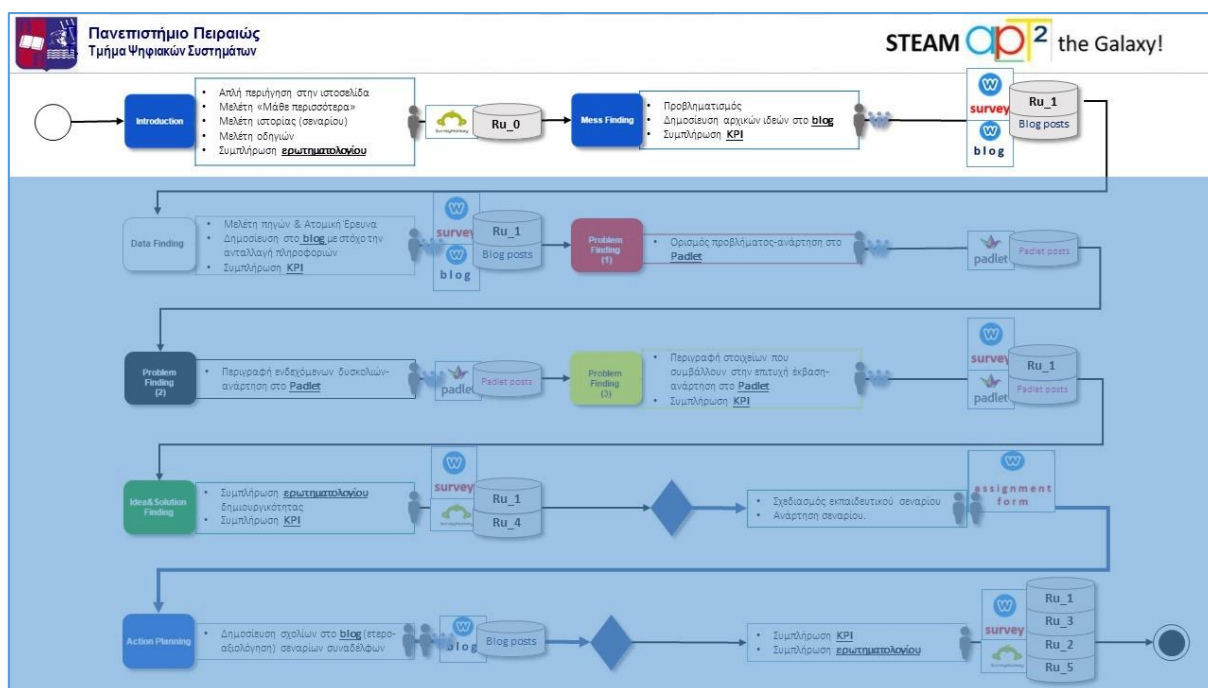 Πανεπιστήμιο Πειραιώς
Τμήμα Ψηφιακών Συστημάτων
STEAM apT² the Galaxy!
Introduction
• Απλή περιήγηση στην ιστοσελίδα
• Μελέτη «Μάθε περισσότερα»
• Μελέτη ιστορίας (σεναρίου)
• Μελέτη οδηγιών
• Συμπλήρωση ερωτηματολογίου
SurveyMonkey
Ru_0
Mess Finding
• Προβληματισμός
• Δημοσίευση αρχικών ιδεών στο blog
• Συμπλήρωση KPI
W
survey
W
blog
Ru_1
Blog posts
Data Finding
• Μελέτη πηγών & Ατομική Έρευνα
• Δημοσίευση στο blog με στόχο την
ανταλλαγή πληροφοριών
• Συμπλήρωση KPI
W
survey
W
blog
Ru_1
Blog posts
Problem
Finding
(1)
• Ορισμός προβλήματος-ανάρτηση στο
Padlet
padlet
Padlet posts
Problem
Finding
(2)
• Περιγραφή ενδεχόμενων δυσκολιών-
ανάρτηση στο Padlet
padlet
Padlet posts
Problem
Finding
(3)
• Περιγραφή στοιχείων που
συμβάλλουν στην επιτυχή έκβαση-
ανάρτηση στο Padlet
• Συμπλήρωση KPI
W
survey
padlet
Ru_1
Padlet posts
Idea&Solution
Finding
• Συμπλήρωση ερωτηματολογίου
δημιουργικότητας
• Συμπλήρωση KPI
W
survey
SurveyMonkey
Ru_1
Ru_4
• Σχεδιασμός εκπαιδευτικού σεναρίου
• Ανάρτηση σεναρίου.
W
assignment
form
Action Planning
• Δημοσίευση σχολίων στο blog (ετερο-
αξιολόγηση) σεναρίων συναδέλφων
W
blog
Blog posts
• Συμπλήρωση KPI
• Συμπλήρωση ερωτηματολογίου
W
survey
SurveyMonkey
Ru_1
Ru_3
Ru_2
Ru_5